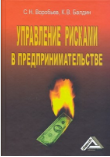 С.Н. Воробьев, К.В. Балдин
УПРАВЛЕНИЕ РИСКАМИ
В ПРЕДПРИНИМАТЕЛЬСТВЕ